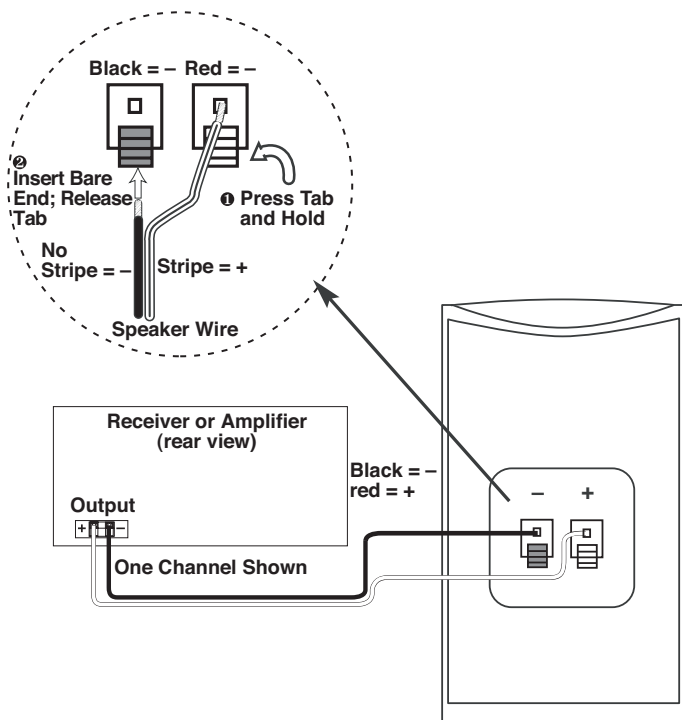 Black = – Red = –
❷
Insert Bare
End; Release
Tab
❶ Press Tab
and Hold
No
Stripe = –
Stripe = +
Speaker Wire
Receiver or Amplifier
(rear view)
Black = –
red = +
Output
+ –
One Channel Shown
– +